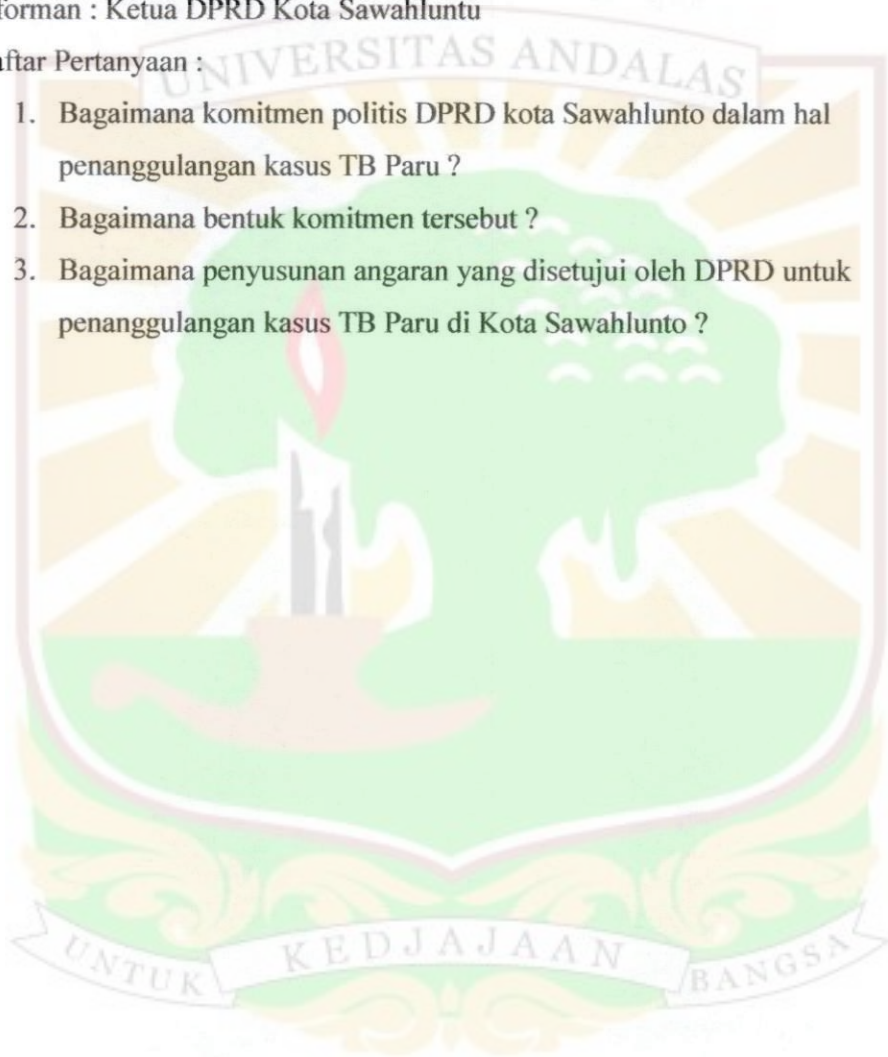 forman : Ketua DPRD Kota Sawahluntu
ftar Pertanyaan :
UNIVERSITAS ANDALAS
1. Bagaimana komitmen politis DPRD kota Sawahlunto dalam hal
penanggulangan kasus TB Paru ?
2. Bagaimana bentuk komitmen tersebut ?
3. Bagaimana penyusunan angaran yang disetujui oleh DPRD untuk
penanggulangan kasus TB Paru di Kota Sawahlunto ?
UNTUK KEDJAJAAN BANGSA